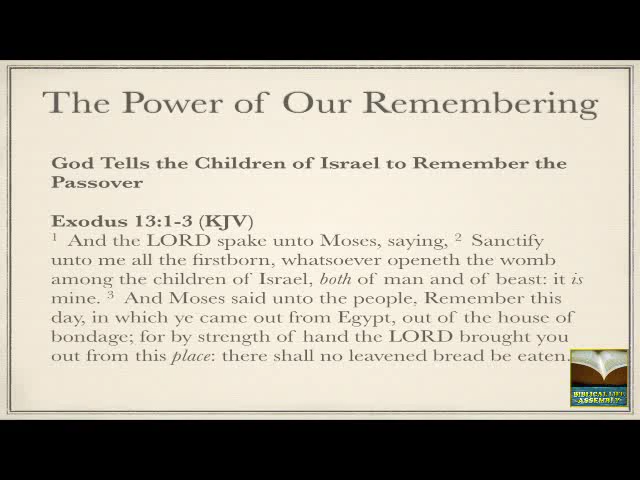 The Power of Our Remembering
God Tells the Children of Israel to Remember the
Passover
Exodus 13:1-3 (KJV)
1 And the LORD spake unto Moses, saying, 2 Sanctify
unto me all the firstborn, whatsoever openeth the womb
among the children of Israel, both of man and of beast: it is
mine. 3 And Moses said unto the people, Remember this
day, in which ye came out from Egypt, out of the house of
bondage; for by strength of hand the LORD brought you
out from this place: there shall no leavened bread be eaten.
BIBLICAL LIFE
ASSEMBLY